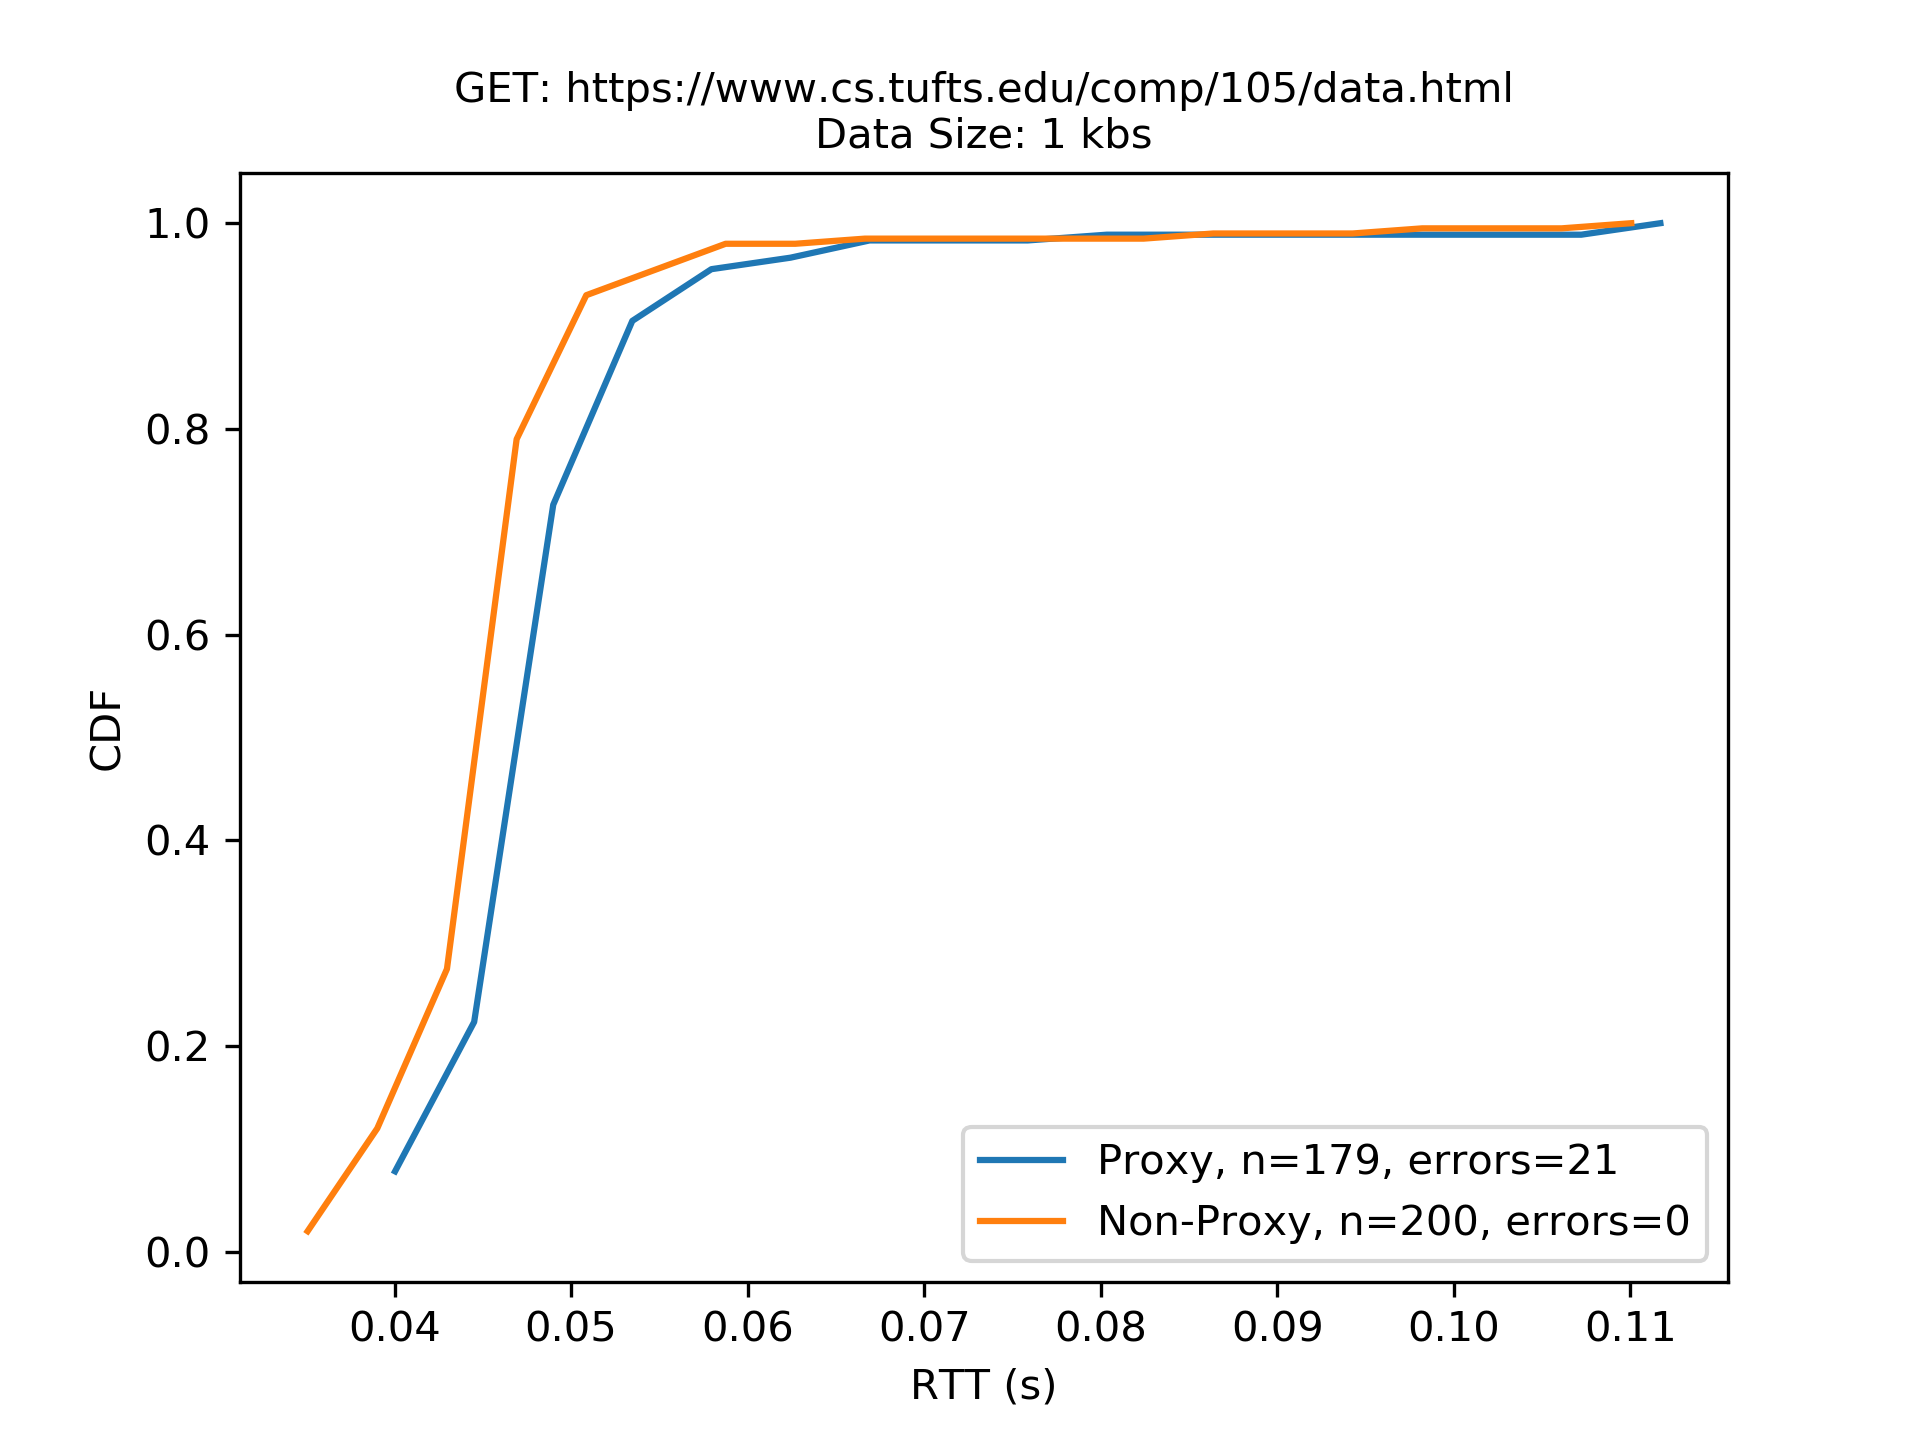 GET: https://www.cs.tufts.edu/comp/105/data.html
Data Size: 1 kbs
1.0
0.8
0.6
0.4
0.2
0.0
CDF
Proxy, n=179, errors=21
Non-Proxy, n=200, errors=0
0.04 0.05 0.06 0.07 0.08 0.09 0.10 0.11
RTT (s)